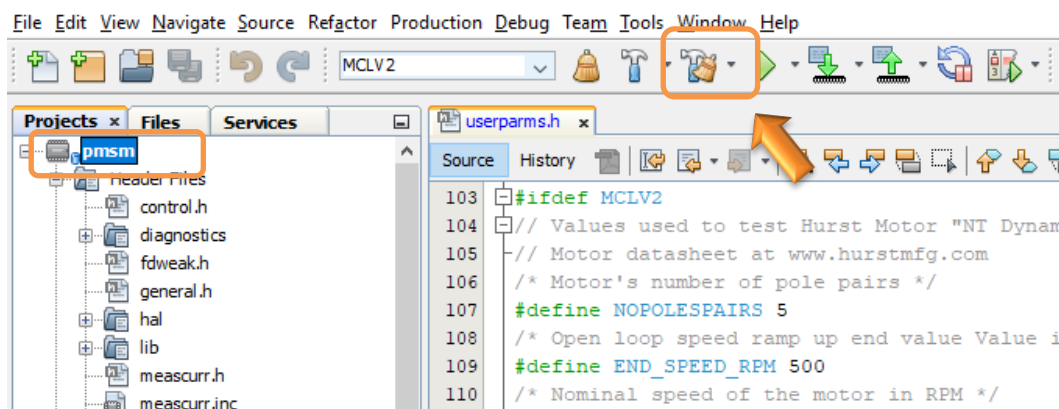 File Edit View Navigate Source Refactor Production Debug Team Tools Window Help
MCLV2
Projects x Files Services
userparms.h x
pmsm
Source History
Header Files
control.h
diagnostics
fdweak.h
general.h
hal
lib
meascurr.h
meascurr.inc
103 #ifdef MCLV2
104 // Values used to test Hurst Motor "NT Dynam
105 // Motor datasheet at www.hurstmfg.com
106 /* Motor's number of pole pairs */
107 #define NOPOLESPAIRS 5
108 /* Open loop speed ramp up end value Value i
109 #define END_SPEED_RPM 500
110 /* Nominal speed of the motor in RPM */